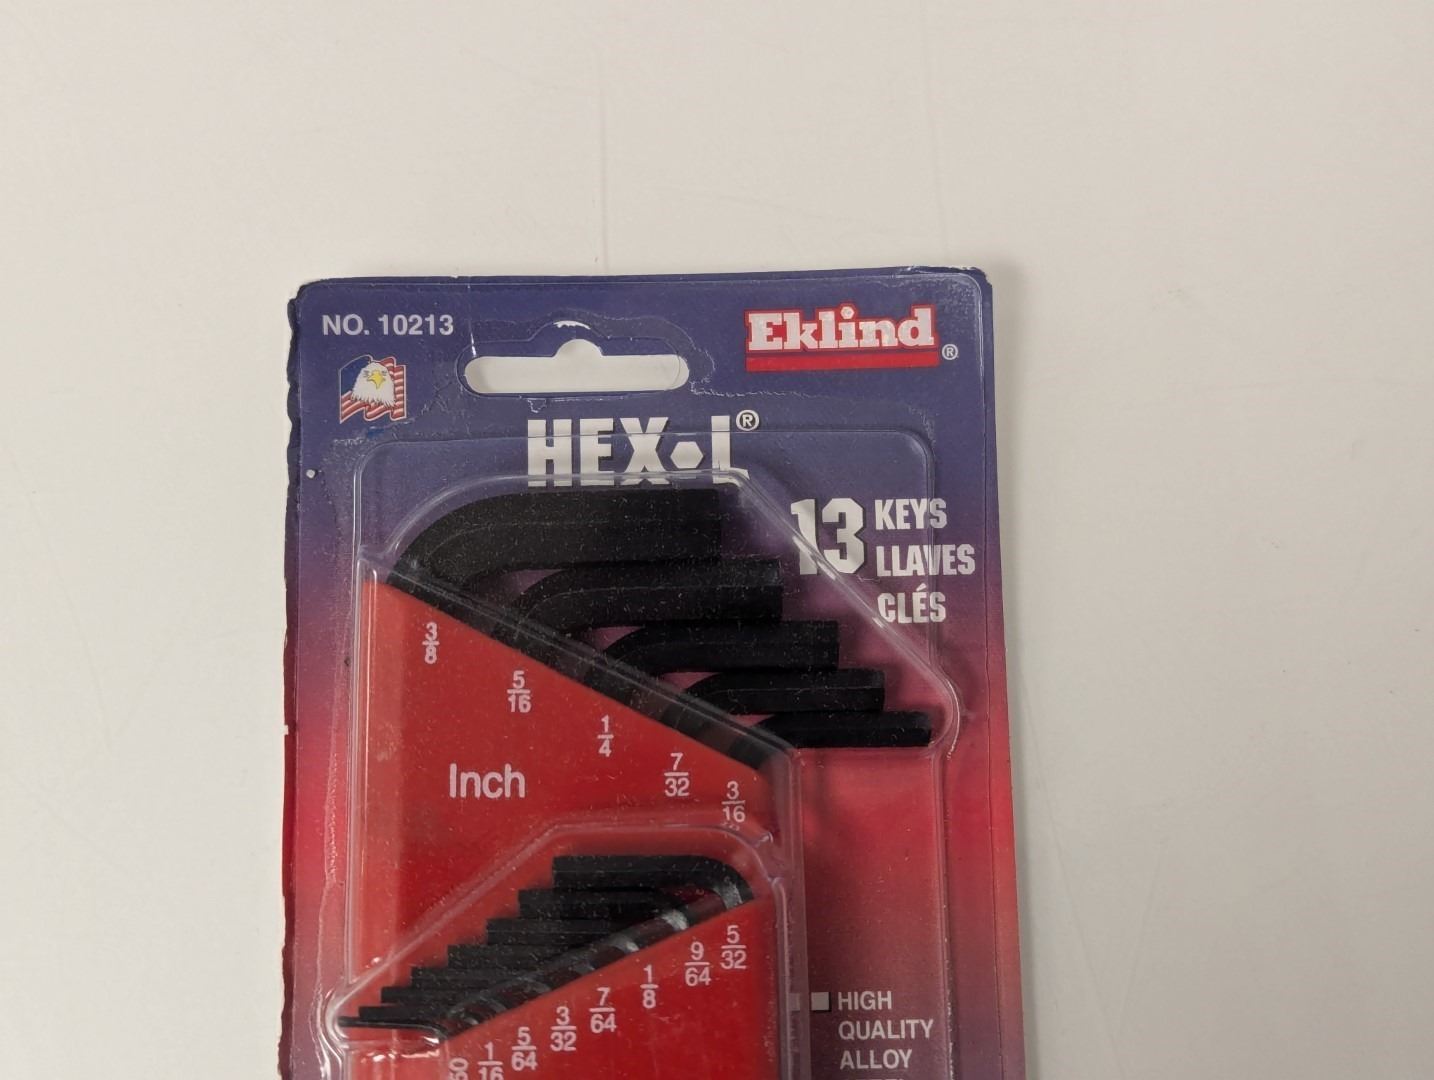 NO. 10213
Eklind®
HEX•L®
13 KEYS
LLAVES
CLÉS
3/8
5/16
1/4
7/32
3/16
Inch
5/32
9/64
1/8
7/64
3/32
5/64
1/16
HIGH
QUALITY
ALLOY